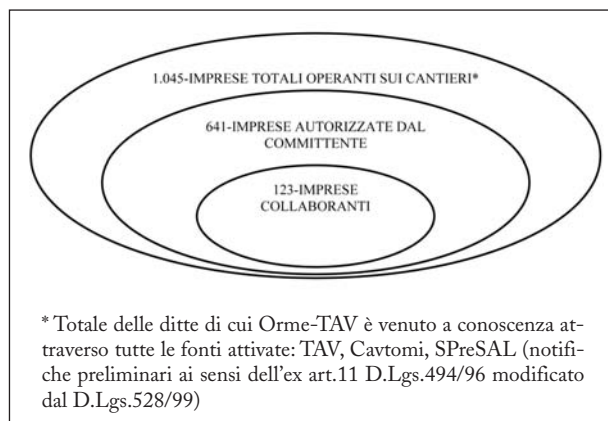 1.045-IMPRESE TOTALI OPERANTI SUI CANTIERI*
641-IMPRESE AUTORIZZATE DAL
COMMITTENTE
123-IMPRESE
COLLABORANTI
* Totale delle ditte di cui Orme-TAV è venuto a conoscenza at-
traverso tutte le fonti attivate: TAV, Cavtomi, SPreSAL (notifi-
che preliminari ai sensi dell'ex art.11 D.Lgs.494/96 modificato
dal D.Lgs.528/99)